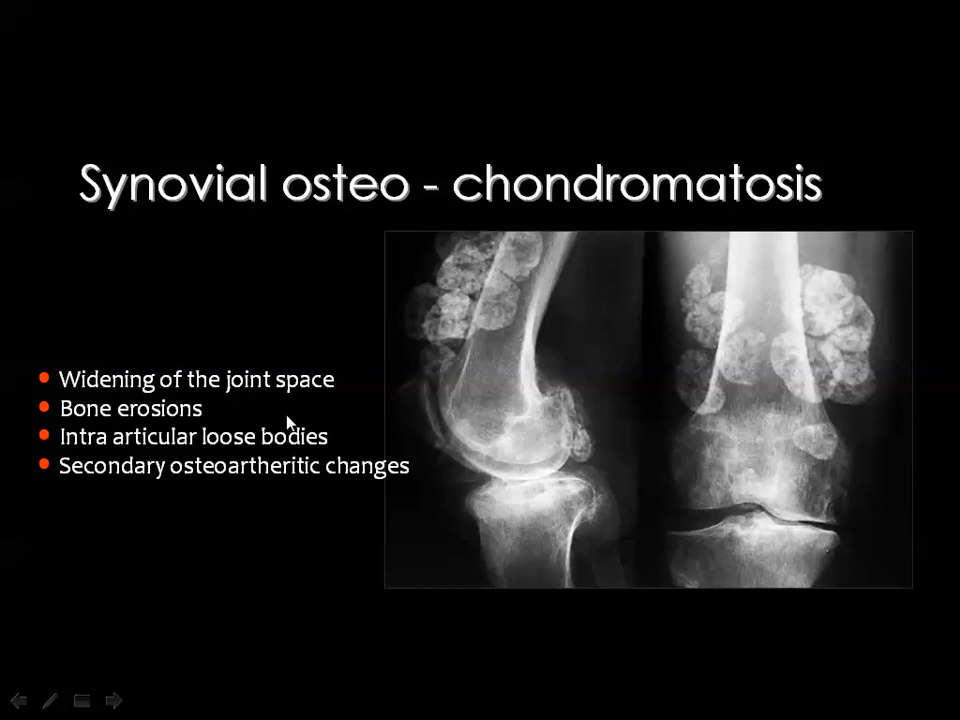 Synovial osteo - chondromatosis
Widening of the joint space
Bone erosions
Intra articular loose bodies
Secondary osteoartheritic changes